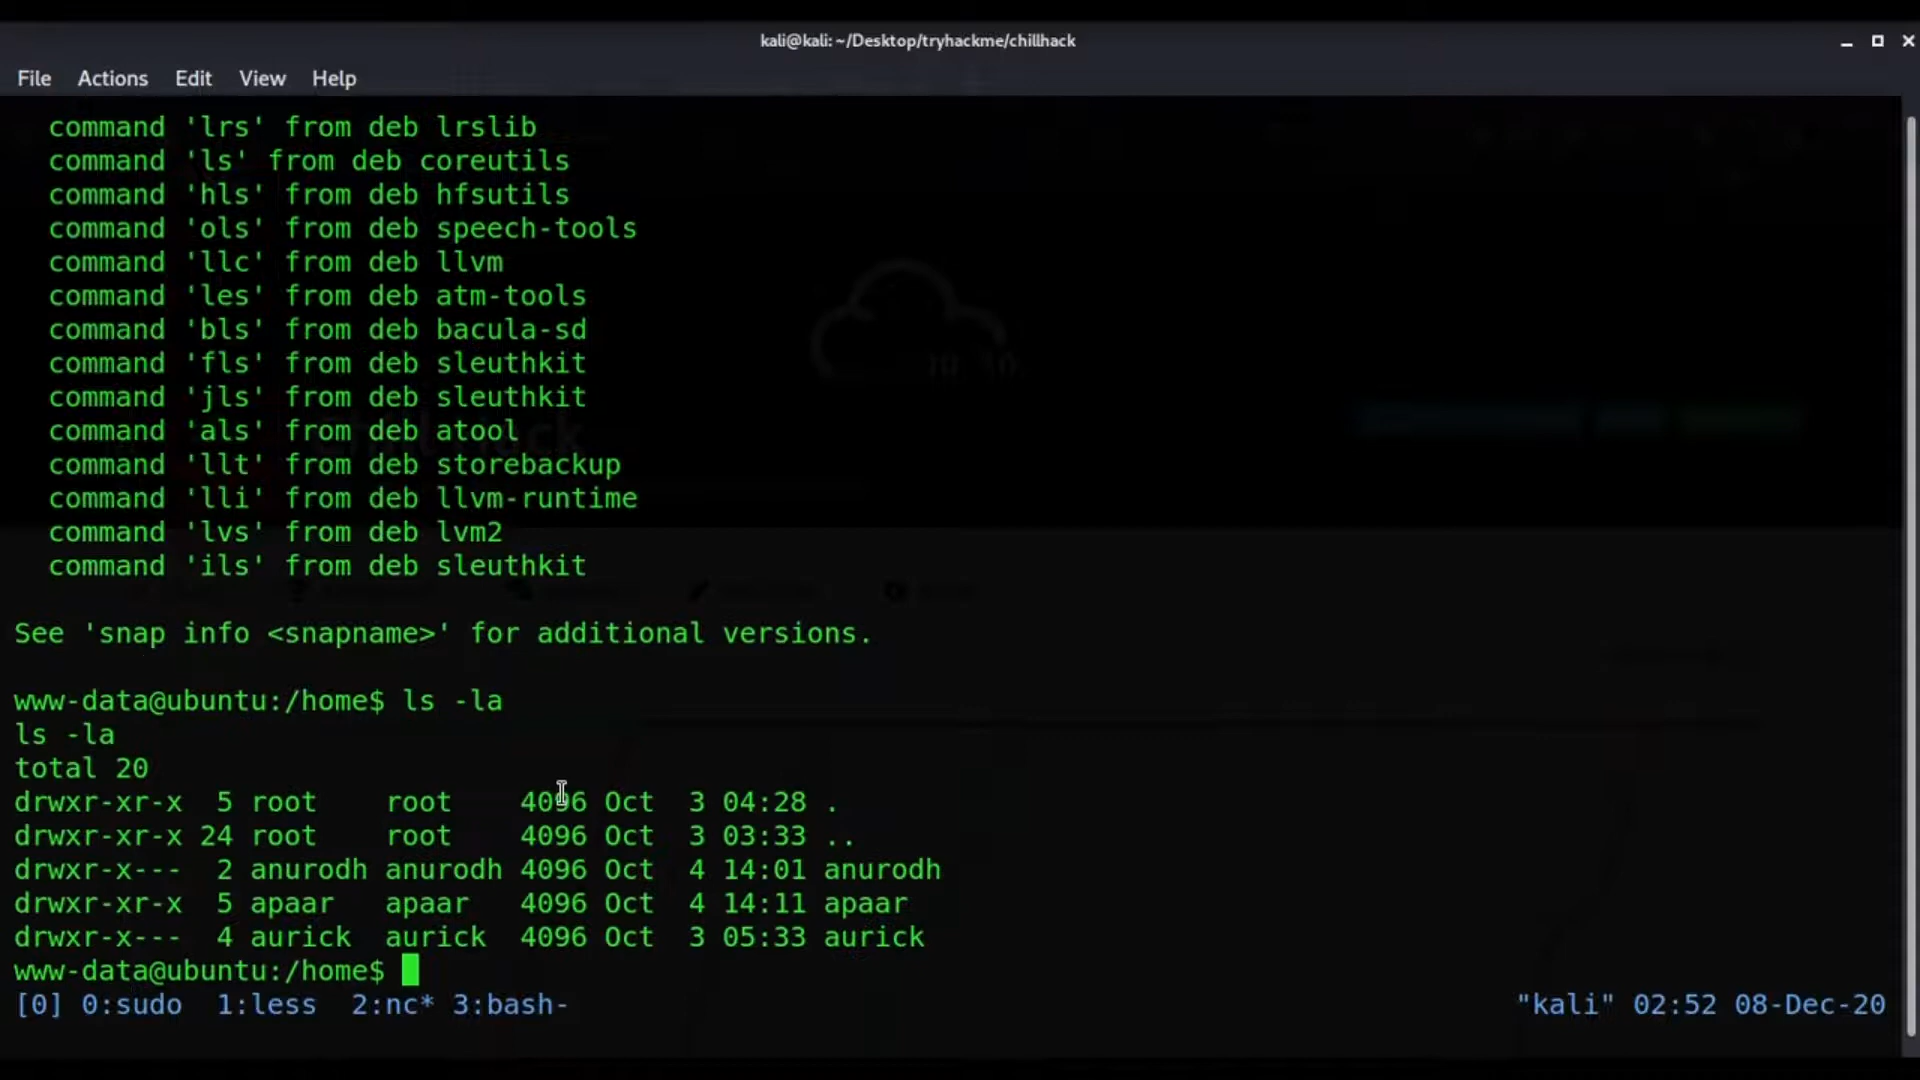 kali@kali: ~/Desktop/tryhackme/chillhack
File Actions Edit View Help
command 'lrs' from deb lrslib
command 'ls' from deb coreutils
command 'hls' from deb hfsutils
command 'ols' from deb speech-tools
command 'llc' from deb llvm
command 'les' from deb atm-tools
command 'bls' from deb bacula-sd
command 'fls' from deb sleuthkit
command 'jls' from deb sleuthkit
command 'als' from deb atool
command 'llt' from deb storebackup
command 'lli' from deb llvm-runtime
command 'lvs' from deb lvm2
command 'ils' from deb sleuthkit
See 'snap info <snapname>' for additional versions.
www-data@ubuntu:/home$ ls -la
ls -la
total 20
drwxr-xr-x  5 root    root    4096 Oct  3 04:28 .
drwxr-xr-x 24 root    root    4096 Oct  3 03:33 ..
drwxr-x---  2 anurodh anurodh 4096 Oct  4 14:01 anurodh
drwxr-xr-x  5 apaar   apaar   4096 Oct  4 14:11 apaar
drwxr-x---  4 aurick  aurick  4096 Oct  3 05:33 aurick
www-data@ubuntu:/home$
[0] 0:sudo  1:less  2:nc* 3:bash- "kali" 02:52 08-Dec-20